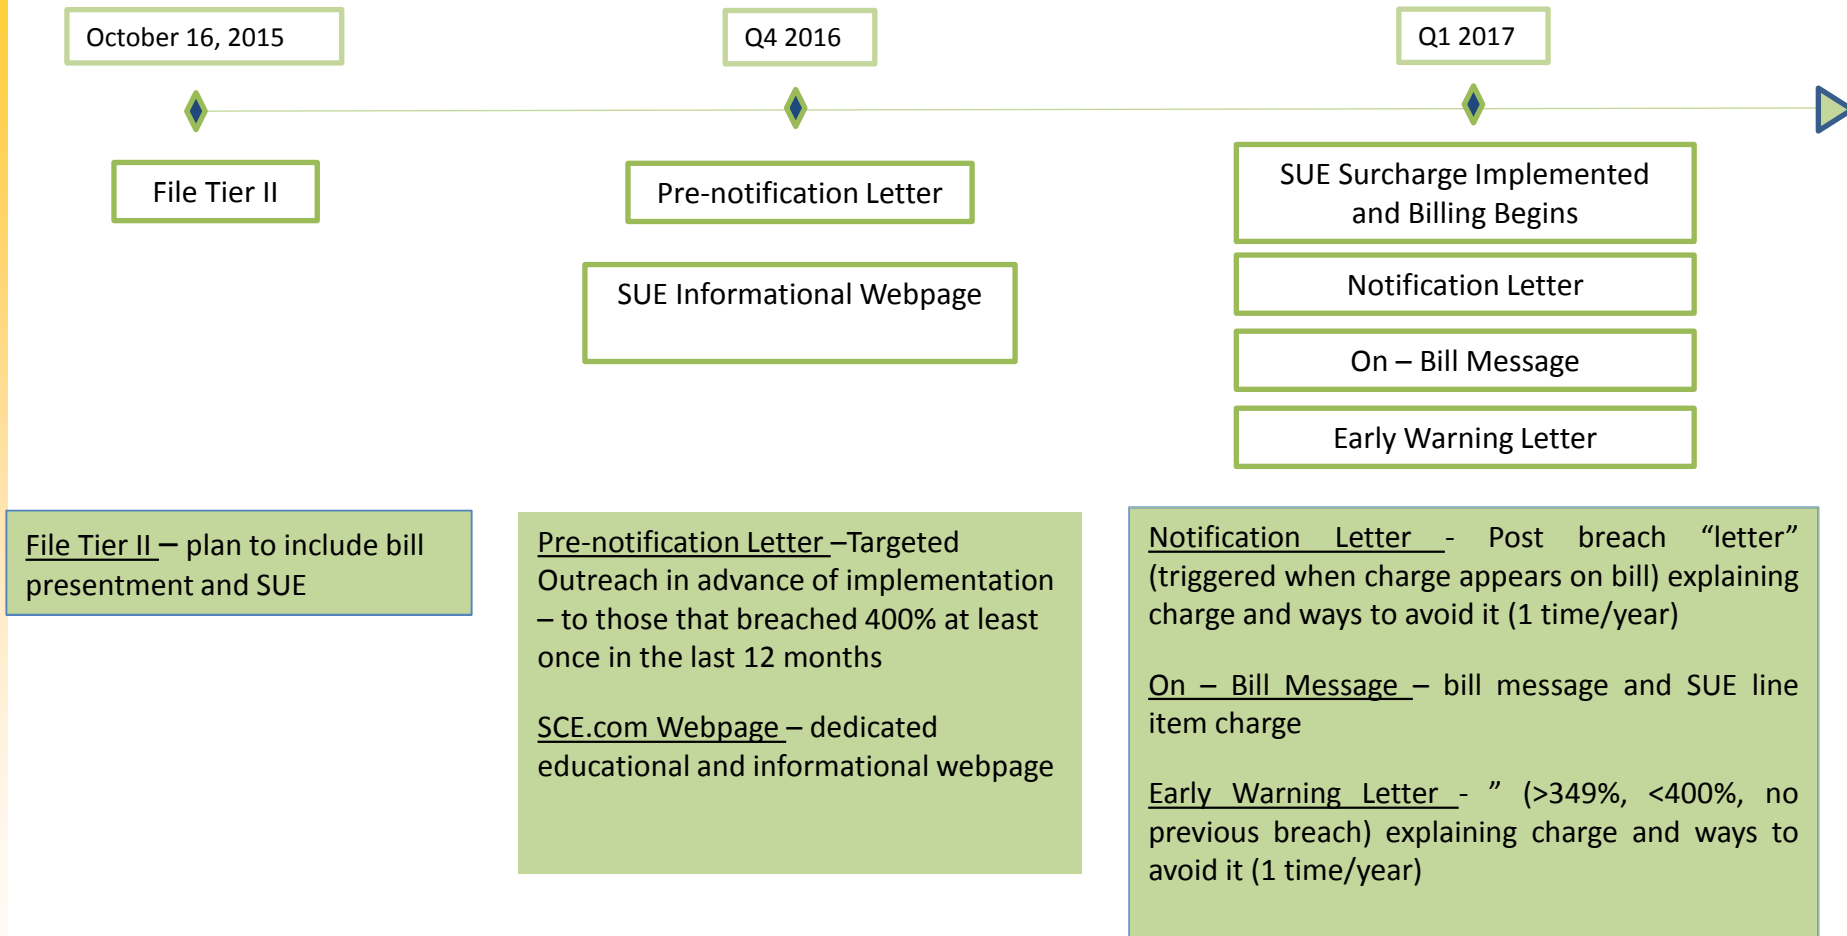 October 16, 2015
Q4 2016
Q1 2017
File Tier II
Pre-notification Letter
SUE Informational Webpage
SUE Surcharge Implemented
and Billing Begins
Notification Letter
On – Bill Message
Early Warning Letter
File Tier II – plan to include bill
presentment and SUE
Pre-notification Letter –Targeted
Outreach in advance of implementation
– to those that breached 400% at least
once in the last 12 months
SCE.com Webpage – dedicated
educational and informational webpage
Notification Letter - Post breach “letter”
(triggered when charge appears on bill) explaining
charge and ways to avoid it (1 time/year)
On – Bill Message – bill message and SUE line
item charge
Early Warning Letter - ” (>349%, <400%, no
previous breach) explaining charge and ways to
avoid it (1 time/year)